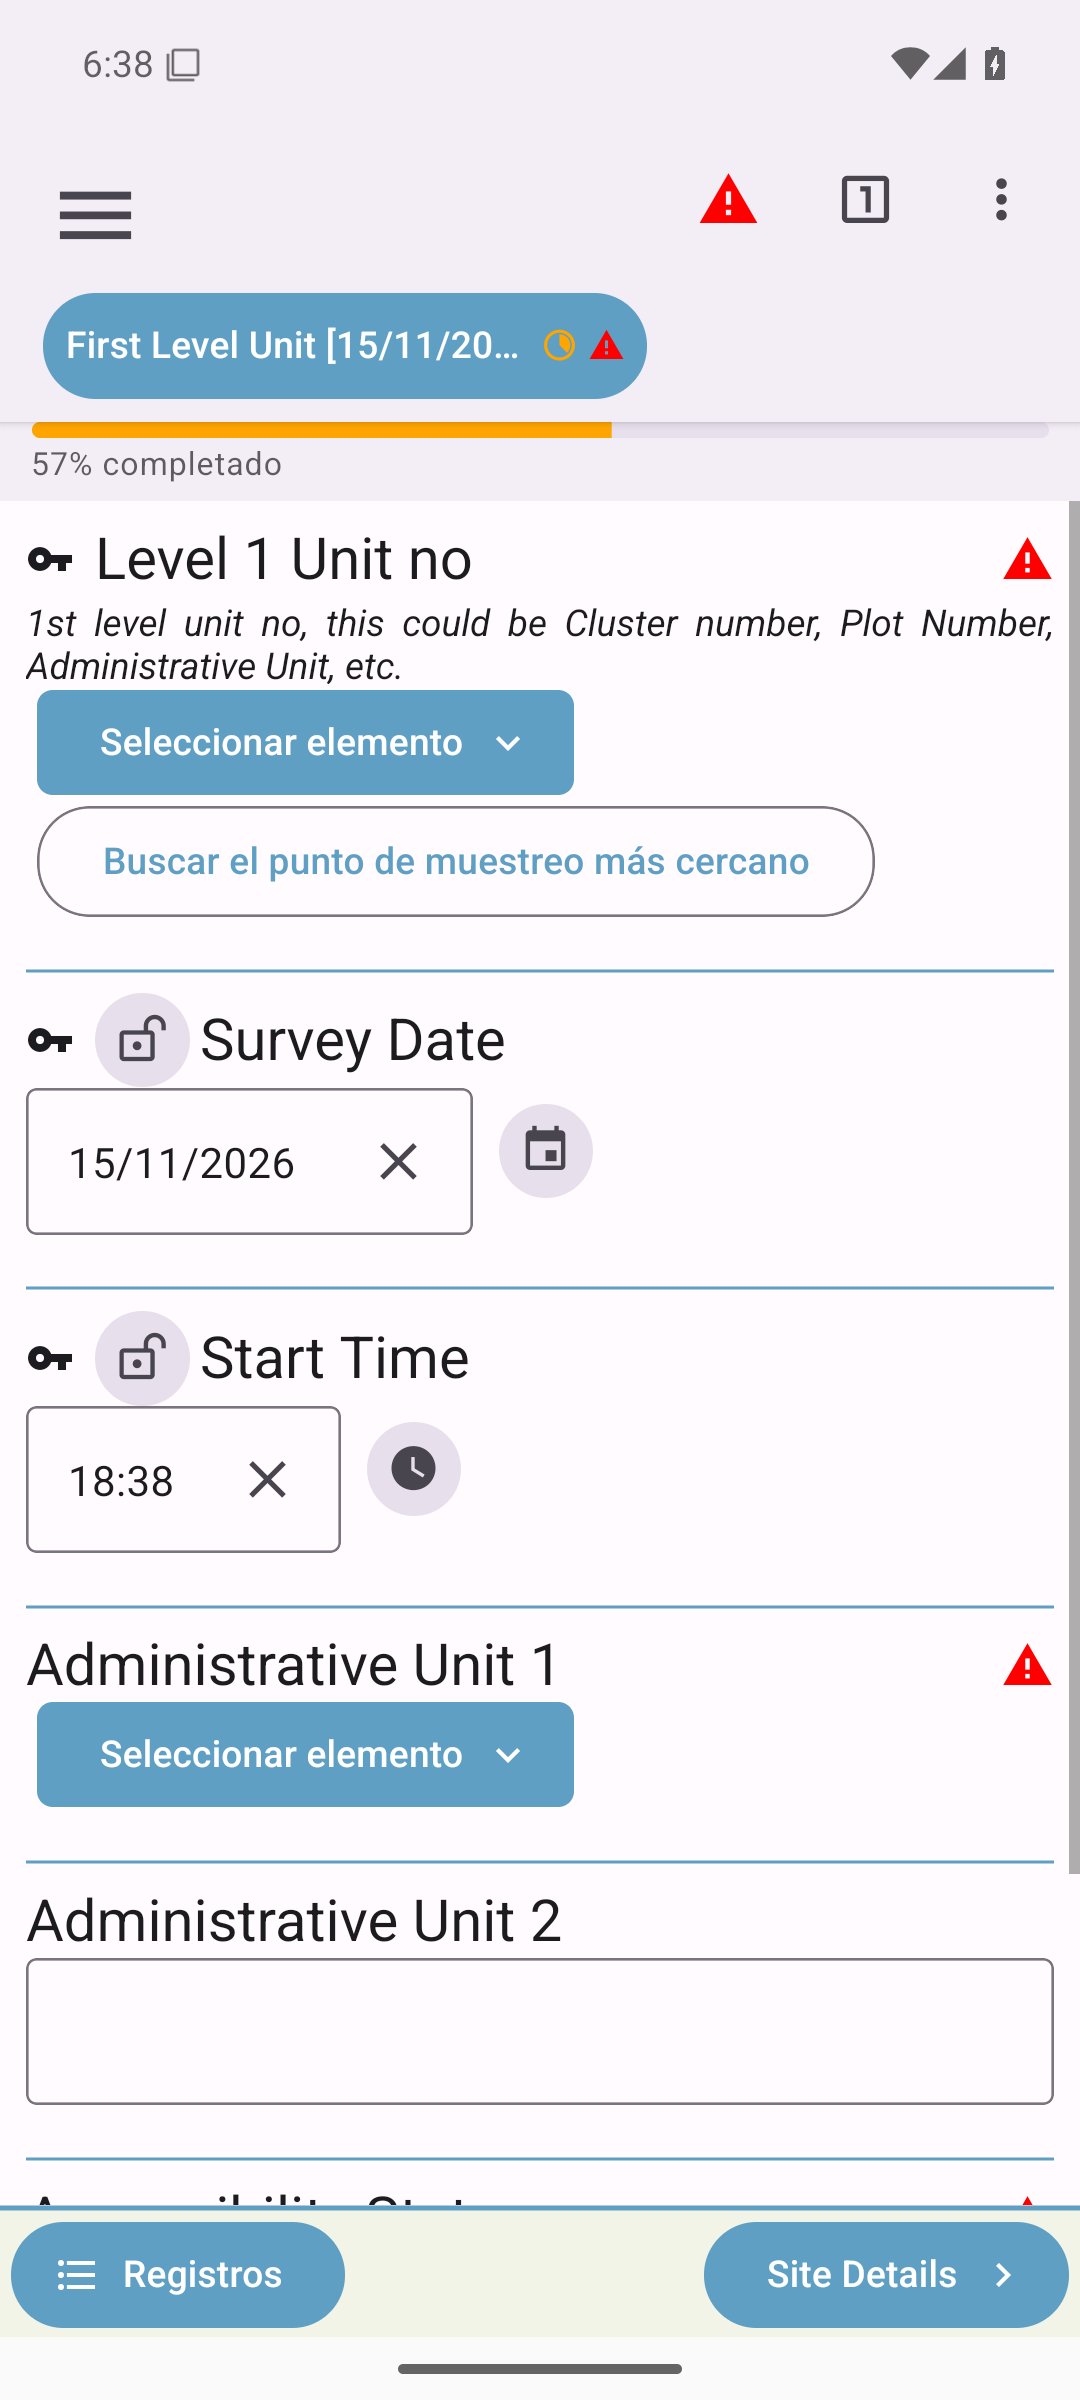 6:38
1
First Level Unit [15/11/20...
57% completado
Level 1 Unit no
1st level unit no, this could be Cluster number, Plot Number,
Administrative Unit, etc.
Seleccionar elemento
Buscar el punto de muestreo más cercano
Survey Date
15/11/2026
Start Time
18:38
Administrative Unit 1
Seleccionar elemento
Administrative Unit 2
Registros
Site Details